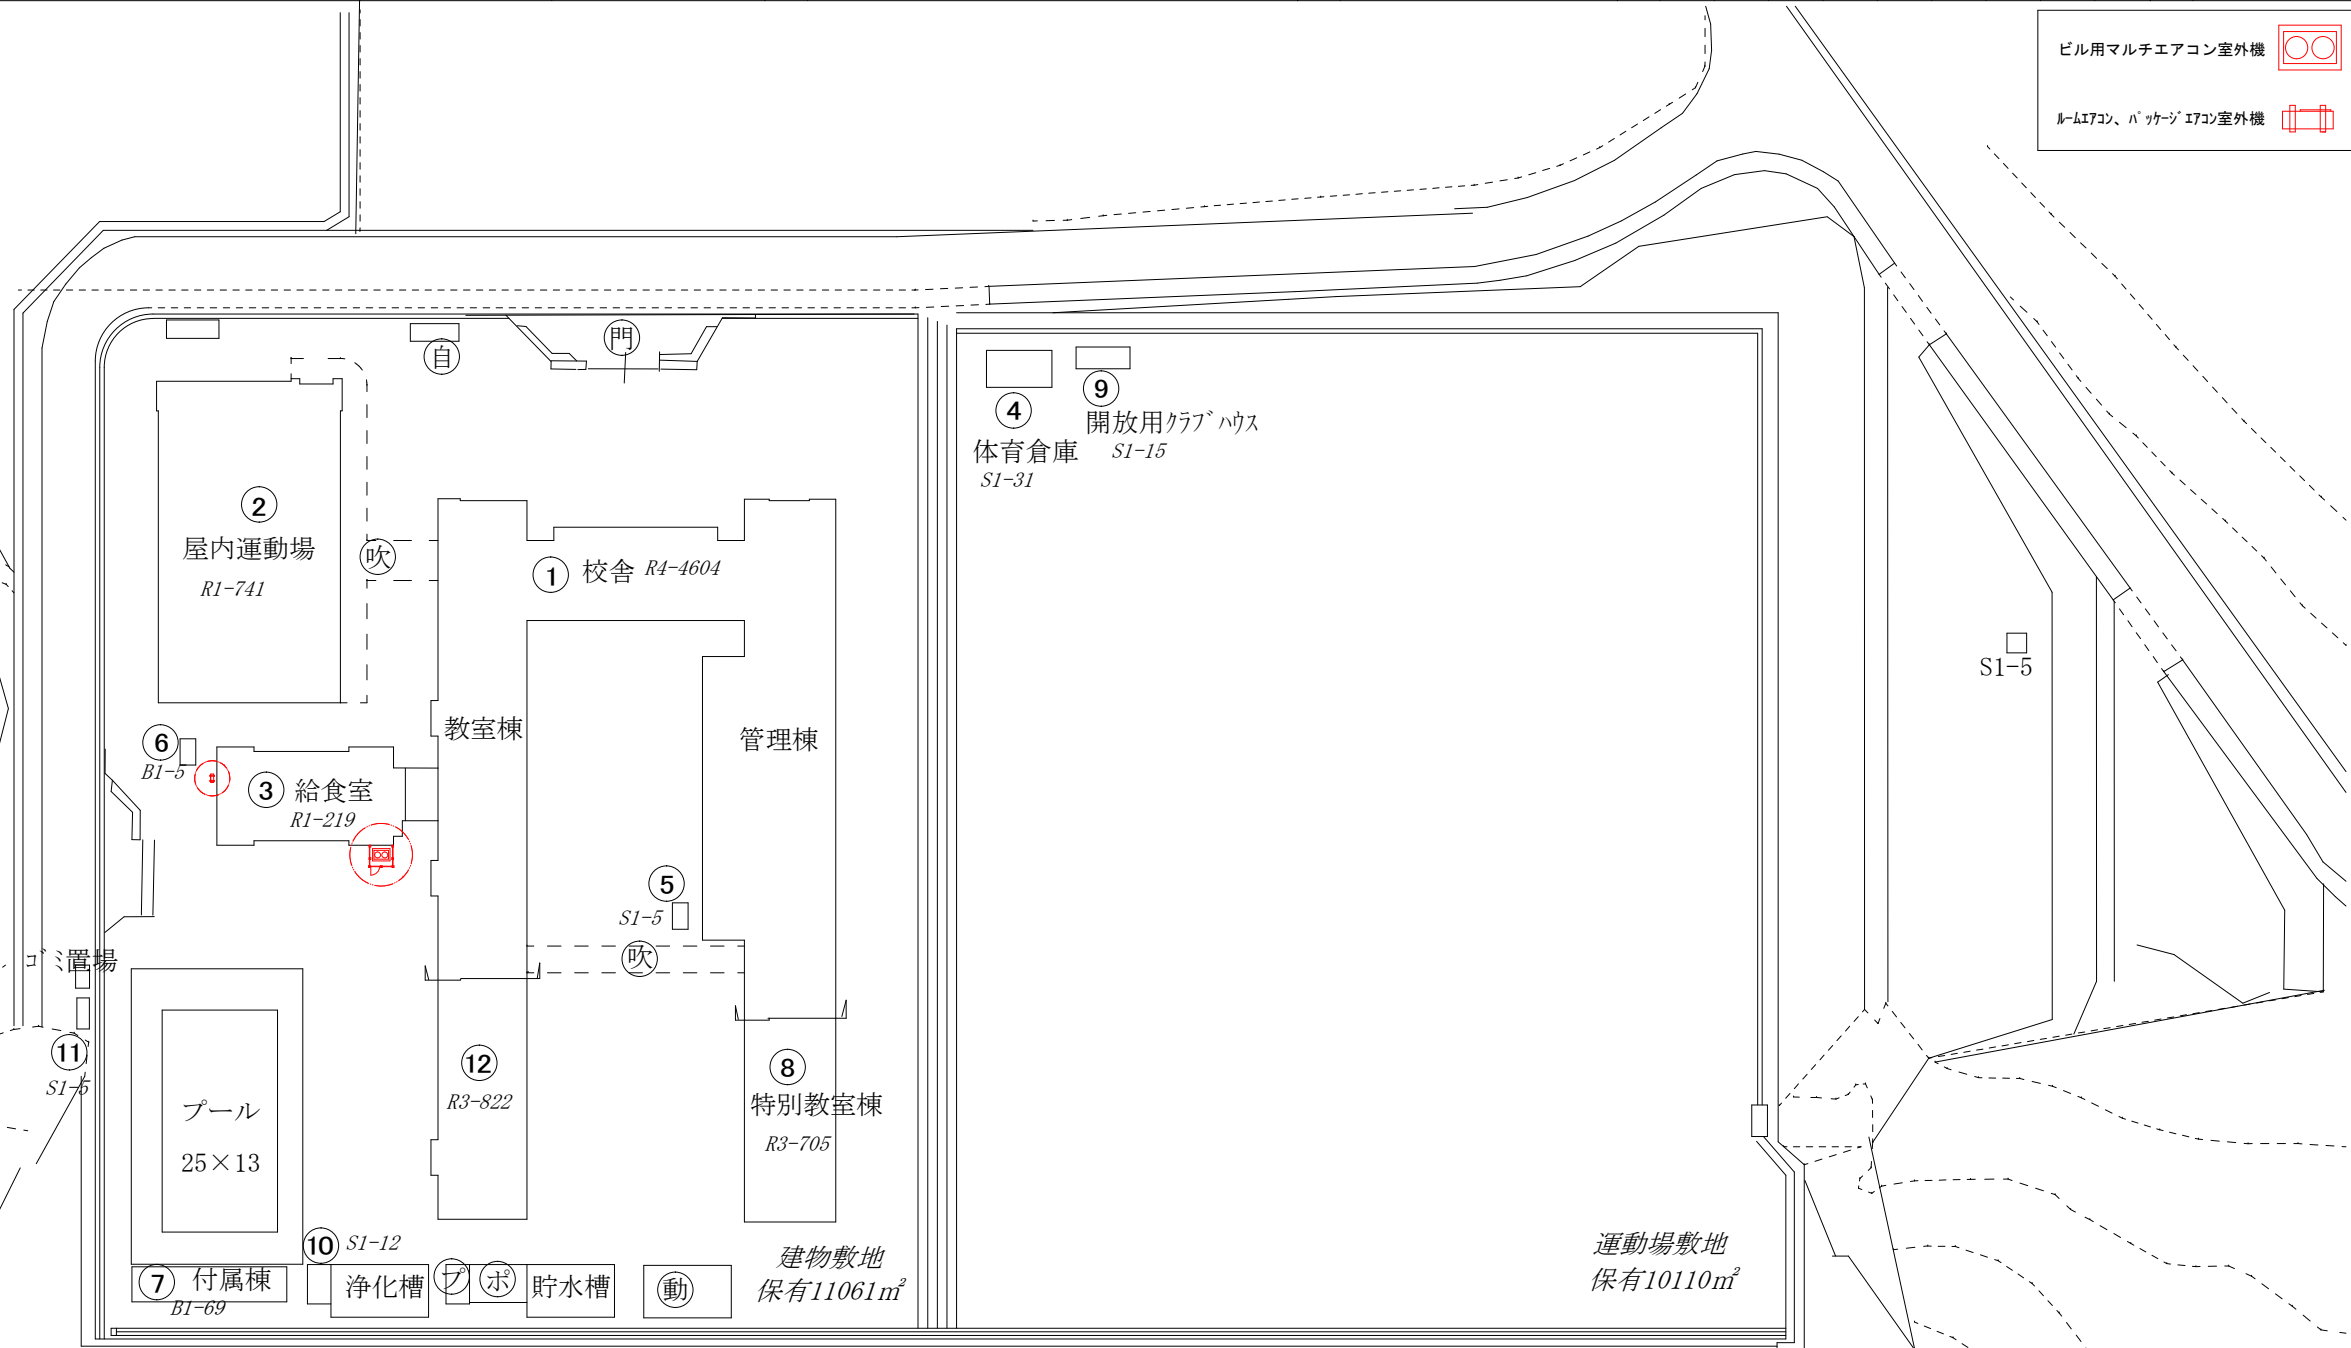 ビル用マルチエアコン室外機
ルームエアコン、パッケージエアコン室外機
門
自
④
体育倉庫
S1-31
⑨
開放用クラブハウス
S1-15
②
屋内運動場
R1-741
吹
① 校舎 R4-4604
S1-5
教室棟
管理棟
⑥
B1-5
③ 給食室
R1-219
⑤
S1-5
吹
ゴミ置場
⑪
S1-5
プール
25×13
⑫
R3-822
⑧
特別教室棟
R3-705
⑩ S1-12
⑦ 付属棟
B1-69
浄化槽
プ
ポ
貯水槽
動
建物敷地
保有11061㎡
運動場敷地
保有10110㎡